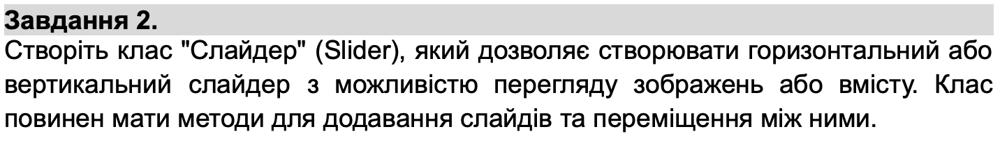 Завдання 2.
Створіть клас "Слайдер" (Slider), який дозволяє створювати горизонтальний або
вертикальний слайдер з можливістю перегляду зображень або вмісту. Клас
повинен мати методи для додавання слайдів та переміщення між ними.